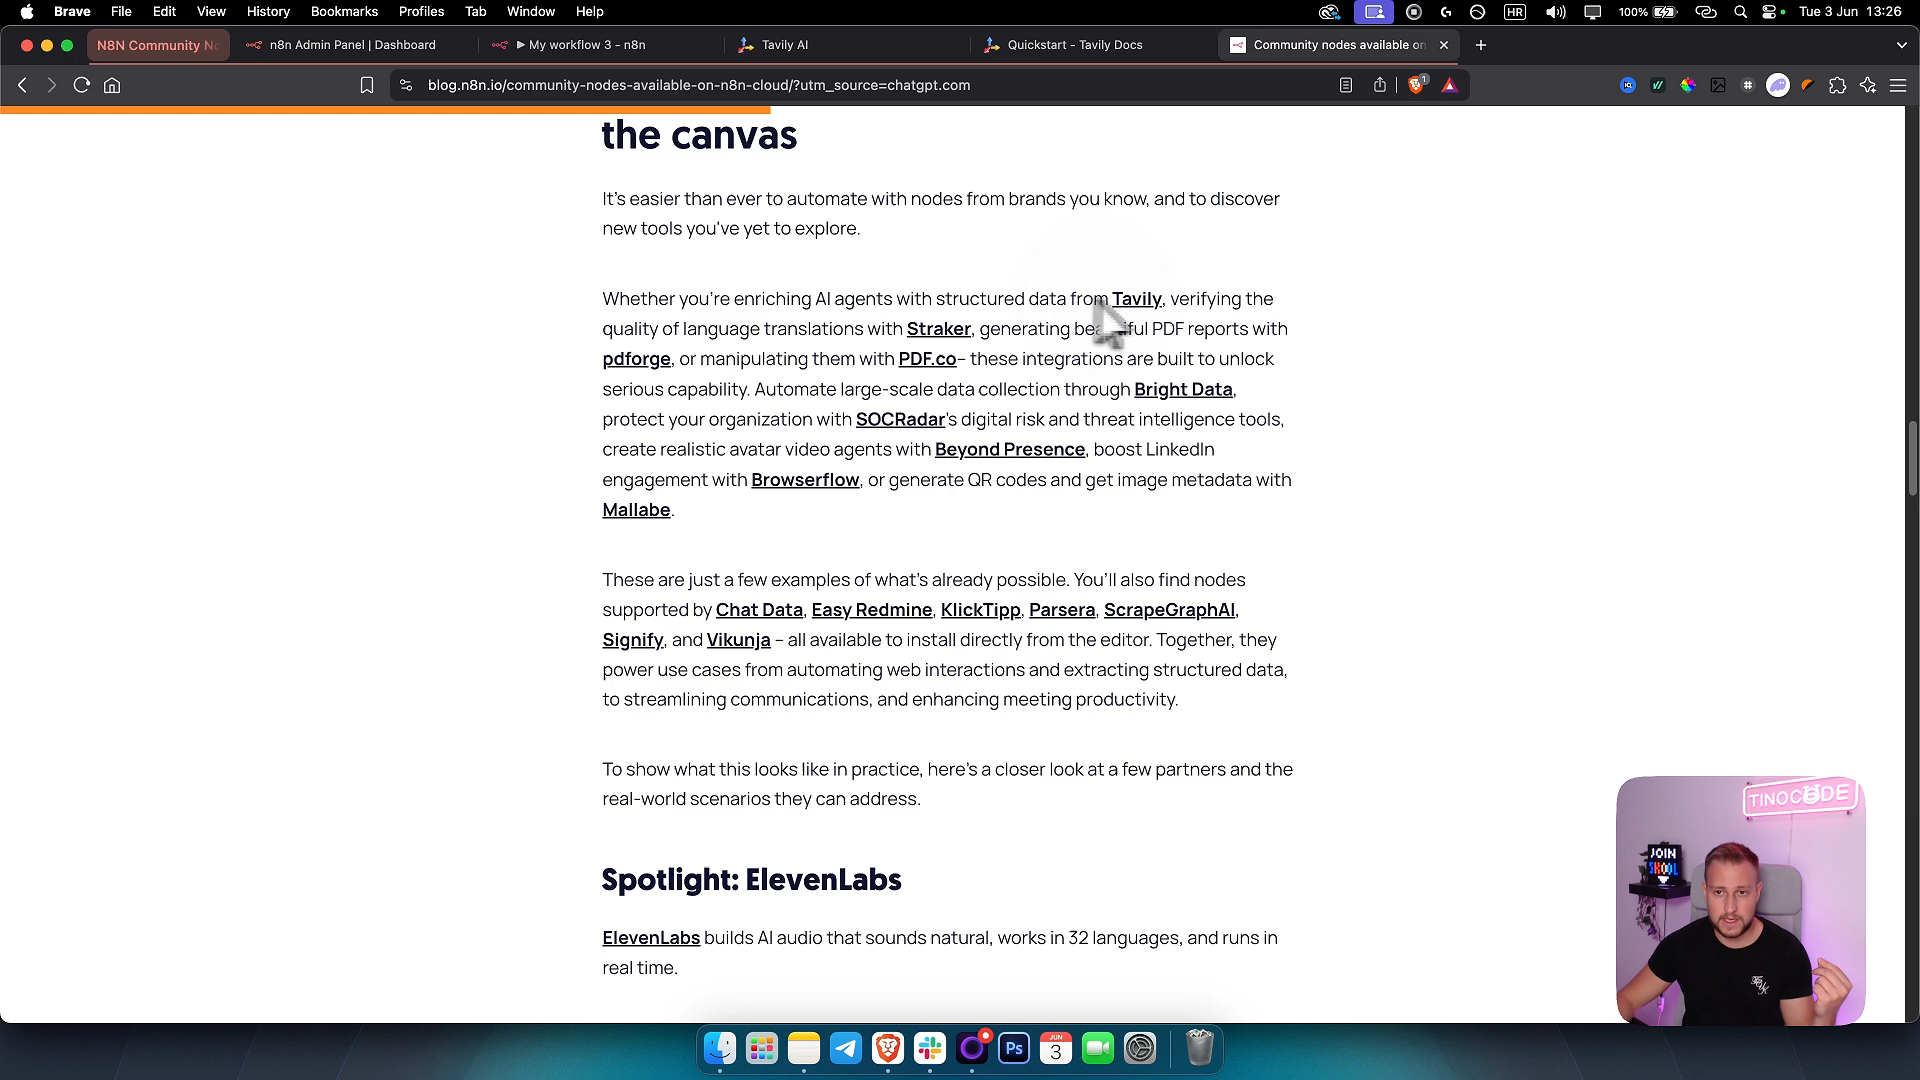 Brave File Edit View History Bookmarks Profiles Tab Window Help HR 100% Tue 3 Jun 13:26
N8N Community No n8n Admin Panel | Dashboard ▶ My workflow 3 - n8n Tavily AI Quickstart - Tavily Docs Community nodes available on
blog.n8n.io/community-nodes-available-on-n8n-cloud/?utm_source=chatgpt.com 1
the canvas
It's easier than ever to automate with nodes from brands you know, and to discover
new tools you've yet to explore.
Whether you're enriching AI agents with structured data from Tavily, verifying the
quality of language translations with Straker, generating beautiful PDF reports with
pdforge, or manipulating them with PDF.co– these integrations are built to unlock
serious capability. Automate large-scale data collection through Bright Data,
protect your organization with SOCRadar's digital risk and threat intelligence tools,
create realistic avatar video agents with Beyond Presence, boost LinkedIn
engagement with Browserflow, or generate QR codes and get image metadata with
Mallabe.
These are just a few examples of what's already possible. You'll also find nodes
supported by Chat Data, Easy Redmine, KlickTipp, Parsera, ScrapeGraphAI,
Signify, and Vikunja – all available to install directly from the editor. Together, they
power use cases from automating web interactions and extracting structured data,
to streamlining communications, and enhancing meeting productivity.
To show what this looks like in practice, here's a closer look at a few partners and the
real-world scenarios they can address.
Spotlight: ElevenLabs
ElevenLabs builds AI audio that sounds natural, works in 32 languages, and runs in
real time.
TINOCODE
JOIN
SKOOL
Ps
JUN
3